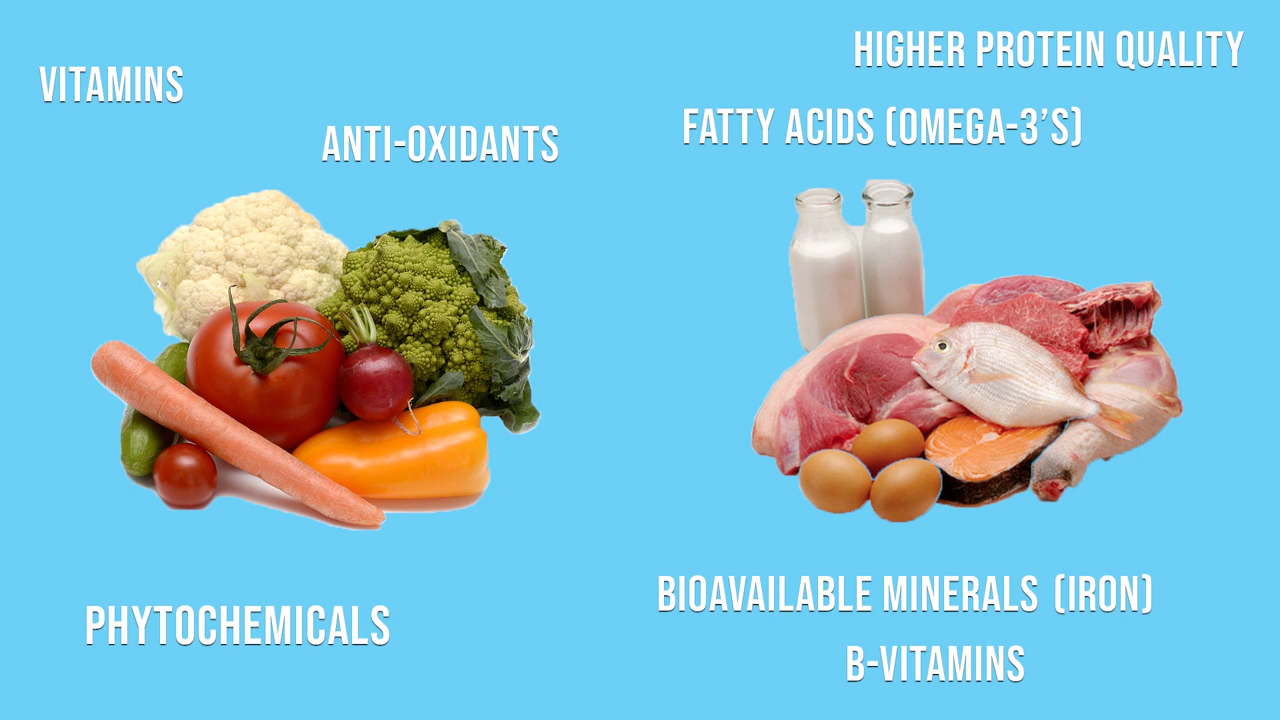 VITAMINS
ANTI-OXIDANTS
PHYTOCHEMICALS
HIGHER PROTEIN QUALITY
FATTY ACIDS (OMEGA-3’S)
BIOAVAILABLE MINERALS (IRON)
B-VITAMINS